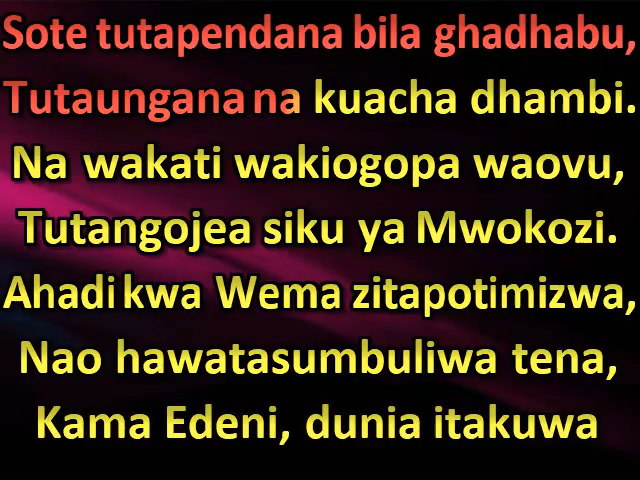 Sote tutapendana bila ghadhabu,
Tutaungana na kuacha dhambi.
Na wakati wakiogopa waovu,
Tutangojea siku ya Mwokozi.
Ahadi kwa Wema zitapotimizwa,
Nao hawatasumbuliwa tena,
Kama Edeni, dunia itakuwa